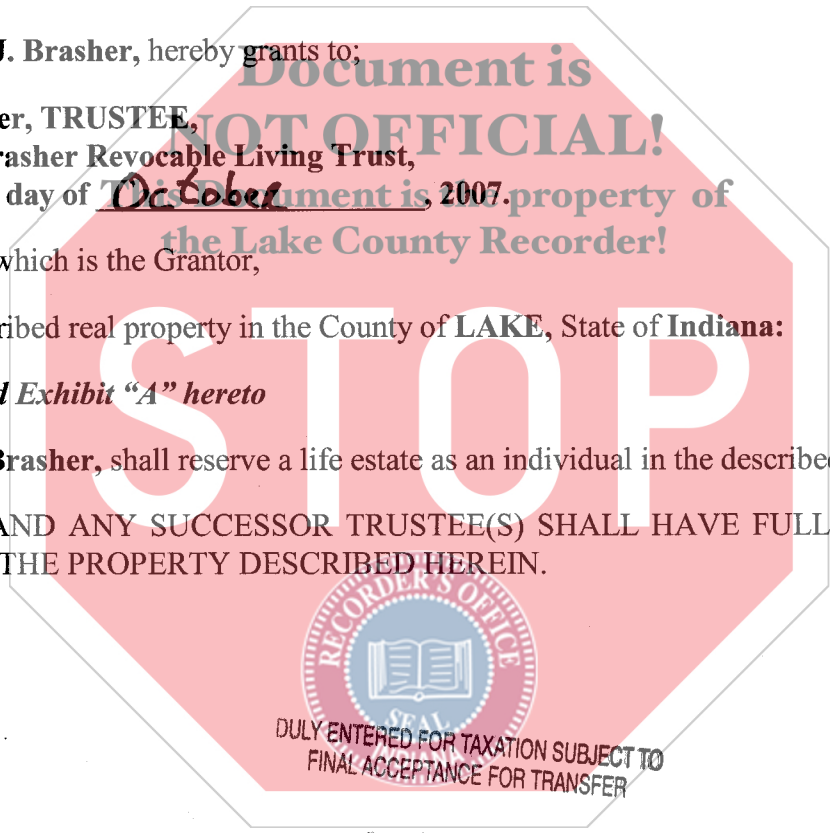 J. Brasher, hereby grants to;
Document is
er, TRUSTEE,
NOT OFFICIAL!
rasher Revocable Living Trust,
day of October, 2007.
This Document is the property of
the Lake County Recorder!
which is the Grantor,
ribed real property in the County of LAKE, State of Indiana:
d Exhibit “A” hereto
STOP
Brasher, shall reserve a life estate as an individual in the described
AND ANY SUCCESSOR TRUSTEE(S) SHALL HAVE FULL
THE PROPERTY DESCRIBED HEREIN.
RECORDER'S OFFICE
SEAL
INDIANA
DULY ENTERED FOR TAXATION SUBJECT TO
FINAL ACCEPTANCE FOR TRANSFER